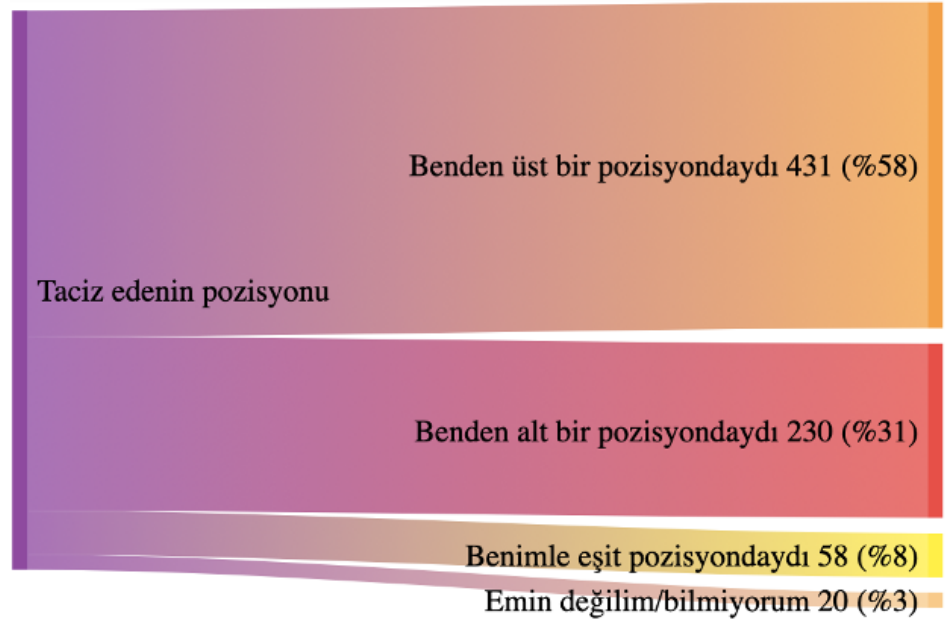 Benden üst bir pozisyondaydı 431 (%58)
Taciz edenin pozisyonu
Benden alt bir pozisyondaydı 230 (%31)
Benimle eşit pozisyondaydı 58 (%8)
Emin değilim/bilmiyorum 20 (%3)